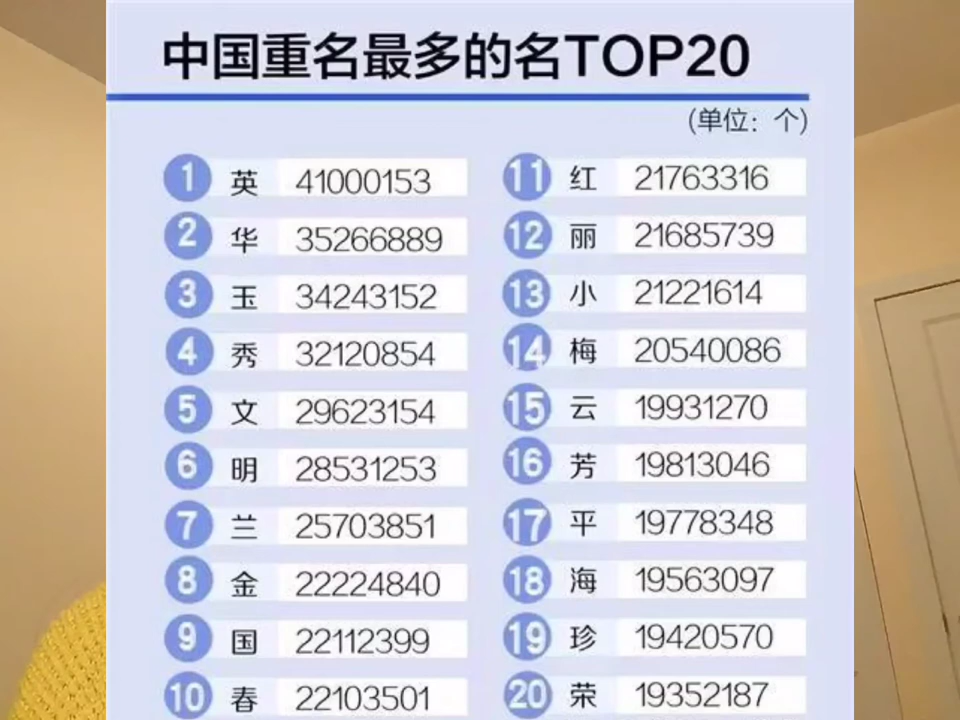 中国重名最多的名TOP20
(单位：个)
1 英 41000153
2 华 35266889
3 玉 34243152
4 秀 32120854
5 文 29623154
6 明 28531253
7 兰 25703851
8 金 22224840
9 国 22112399
10 春 22103501
11 红 21763316
12 丽 21685739
13 小 21221614
14 梅 20540086
15 云 19931270
16 芳 19813046
17 平 19778348
18 海 19563097
19 珍 19420570
20 荣 19352187